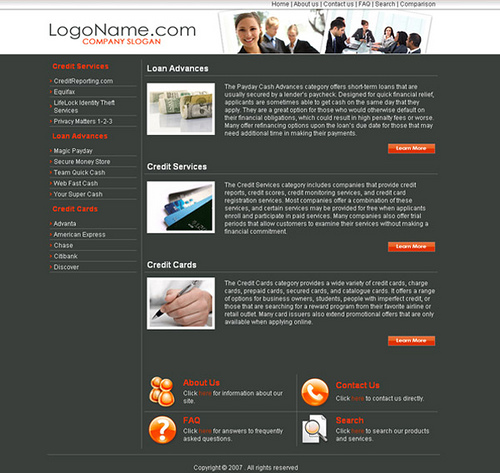 Home | About us | Contact us | FAQ | Search | Comparison
LogoName.com
COMPANY SLOGAN
Credit Services
CreditReporting.com
Equifax
LifeLock Identity Theft
Services
Privacy Matters 1-2-3
Loan Advances
Magic Payday
Secure Money Store
Team Quick Cash
Web Fast Cash
Your Super Cash
Credit Cards
Advanta
American Express
Chase
Citibank
Discover
Loan Advances
The Payday Cash Advances category offers short-term loans that are
usually secured by a lender's paycheck. Designed for quick financial relief,
applicants are sometimes able to get cash on the same day that they
apply. They are a great option for those who would otherwise default on
their financial obligations, which could result in high penalty fees or worse.
Many offer refinancing options upon the loan's due date for those that may
need additional time in making their payments.
Learn More
Credit Services
The Credit Services category includes companies that provide credit
reports, credit scores, credit monitoring services, and credit card
registration services. Most companies offer a combination of these
services, and certain services may be provided for free when applicants
enroll and participate in paid services. Many companies also offer trial
periods that allow customers to examine their services without making a
financial commitment.
Learn More
Credit Cards
The Credit Cards category provides a wide variety of credit cards, charge
cards, prepaid cards, secured cards, and catalogue cards. It offers a range
of options for business owners, students, people with imperfect credit, or
those that are searching for a reward program from their favorite airline or
retail outlet. Many card issuers also extend promotional offers that are only
available when applying online.
Learn More
About Us
Click here for information about our
site.
Contact Us
Click here to contact us directly.
FAQ
Click here for answers to frequently
asked questions.
Search
Click here to search our products
and services.
Copyright © 2007 . All rights reserved